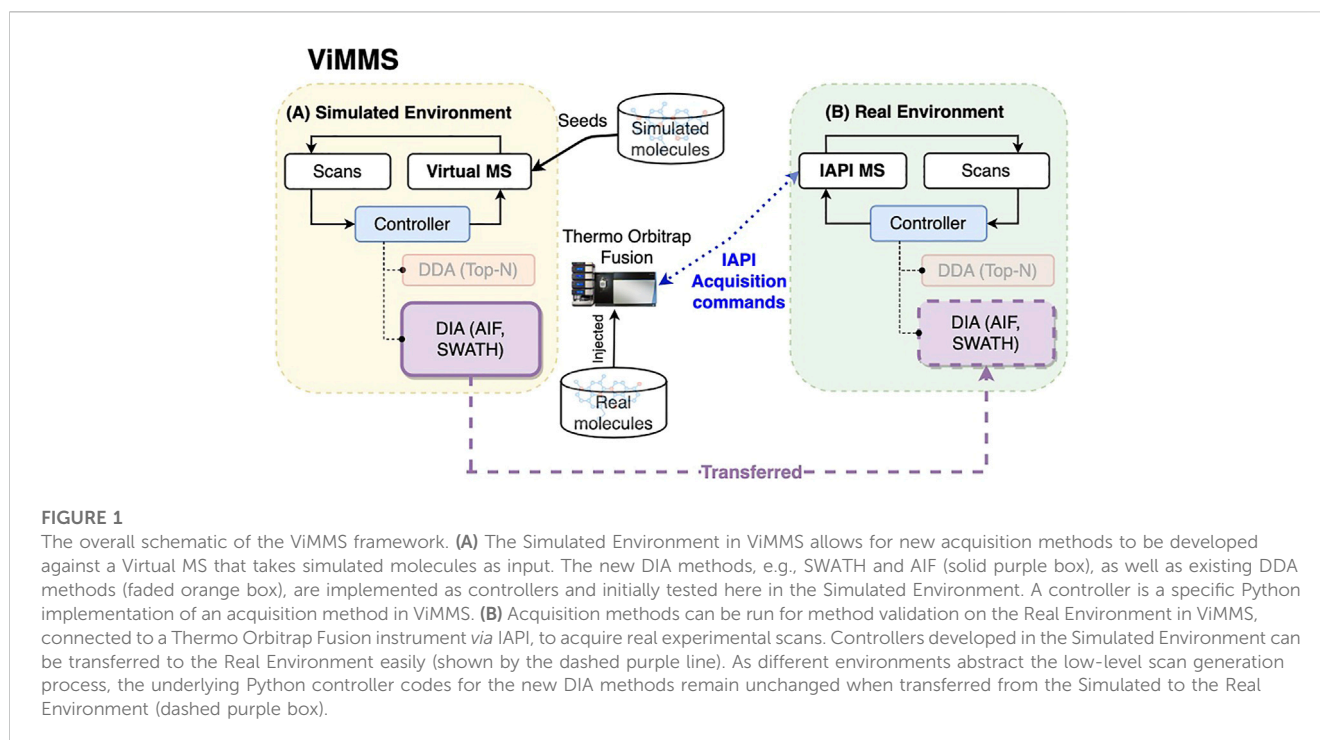 ViMMS
(A) Simulated Environment
Scans
Virtual MS
Controller
DDA (Top-N)
DIA (AIF,
SWATH)
Seeds
Simulated
molecules
Thermo Orbitrap
Fusion
Injected
Real
molecules
IAPI
Acquisition
commands
(B) Real Environment
IAPI MS
Scans
Controller
DDA (Top-N)
DIA (AIF,
SWATH)
Transferred
FIGURE 1
The overall schematic of the ViMMS framework. (A) The Simulated Environment in ViMMS allows for new acquisition methods to be developed
against a Virtual MS that takes simulated molecules as input. The new DIA methods, e.g., SWATH and AIF (solid purple box), as well as existing DDA
methods (faded orange box), are implemented as controllers and initially tested here in the Simulated Environment. A controller is a specific Python
implementation of an acquisition method in ViMMS. (B) Acquisition methods can be run for method validation on the Real Environment in ViMMS,
connected to a Thermo Orbitrap Fusion instrument via IAPI, to acquire real experimental scans. Controllers developed in the Simulated Environment can
be transferred to the Real Environment easily (shown by the dashed purple line). As different environments abstract the low-level scan generation
process, the underlying Python controller codes for the new DIA methods remain unchanged when transferred from the Simulated to the Real
Environment (dashed purple box).